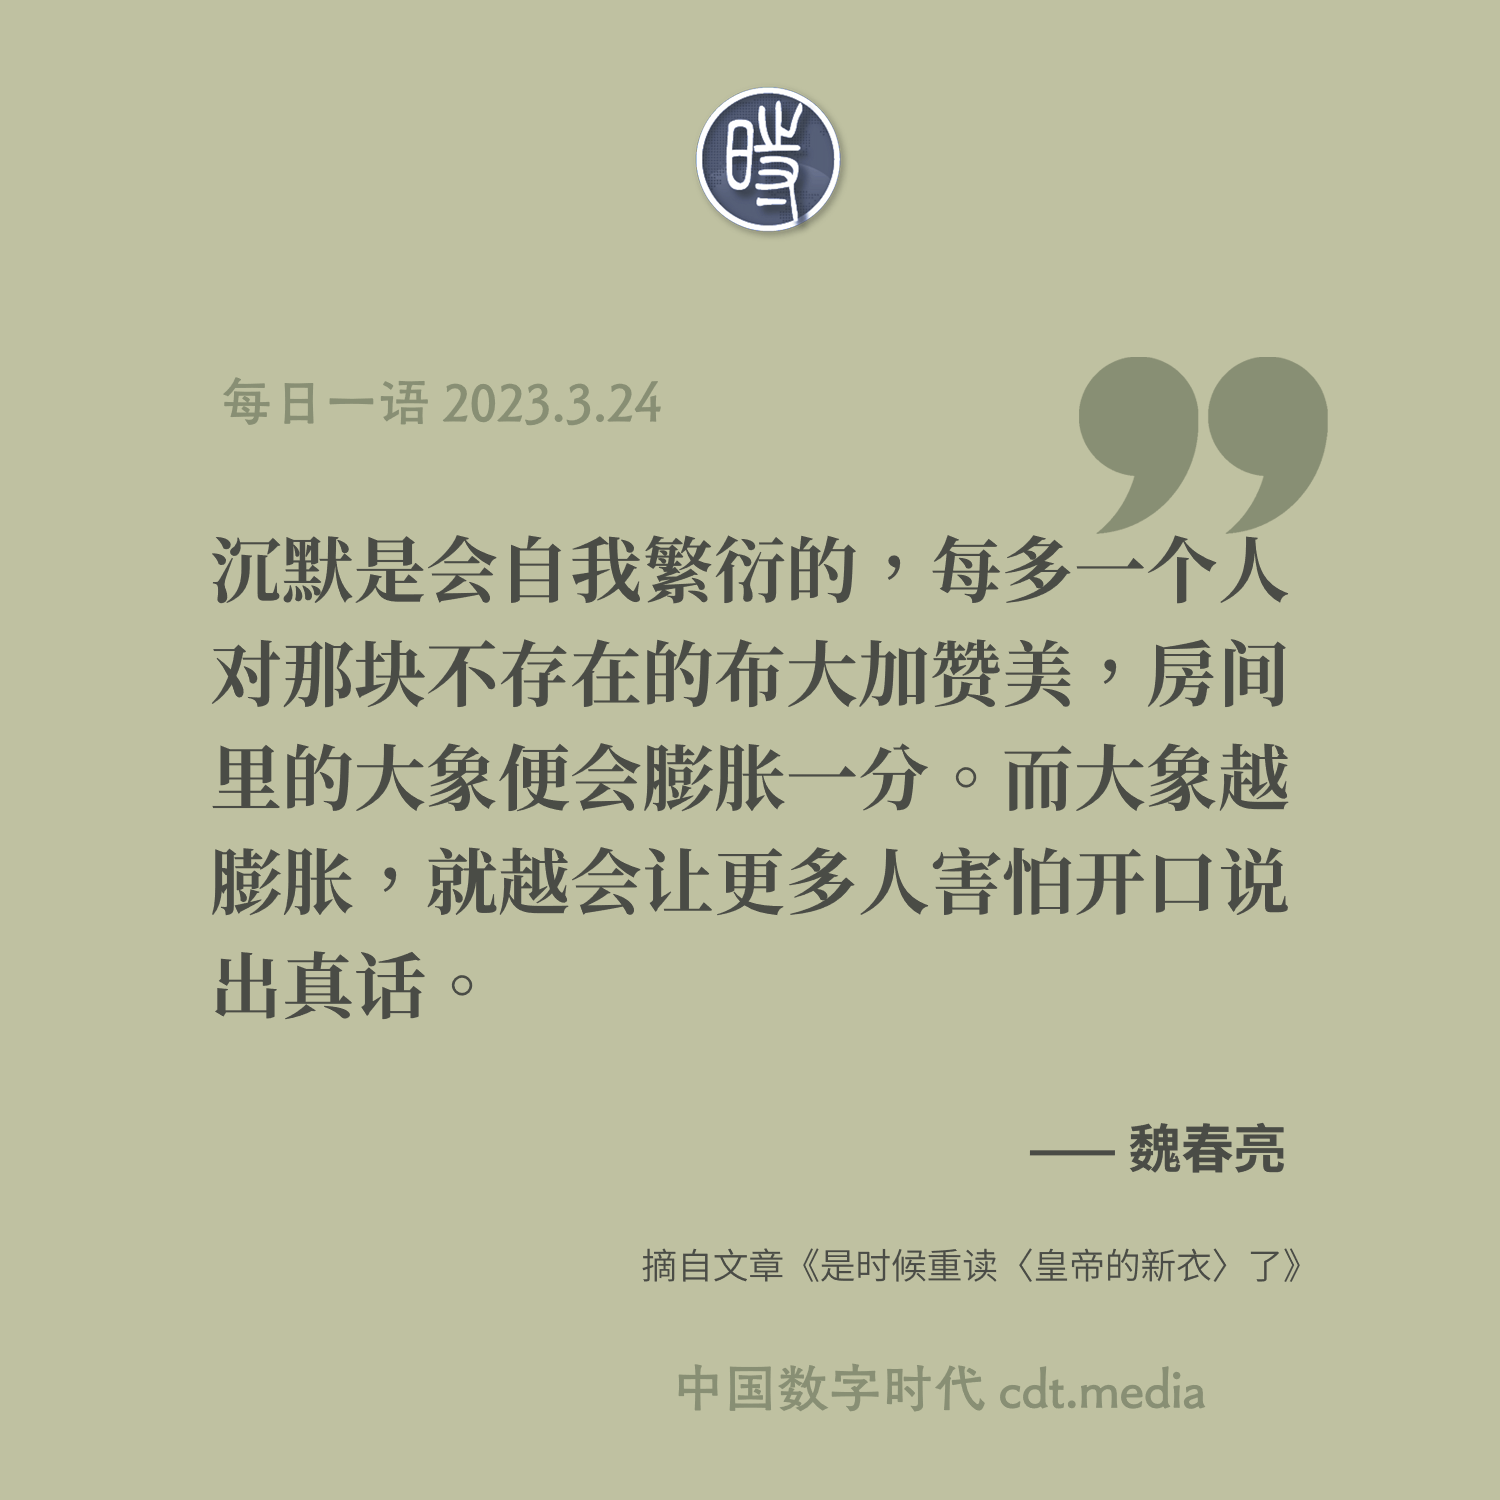 時
每日一语 2023.3.24
沉默是会自我繁衍的，每多一个人
对那块不存在的布大加赞美，房间
里的大象便会膨胀一分。而大象越
膨胀，就越会让更多人害怕开口说
出真话。
—— 魏春亮
摘自文章《是时候重读〈皇帝的新衣〉了》
中国数字时代 cdt.media